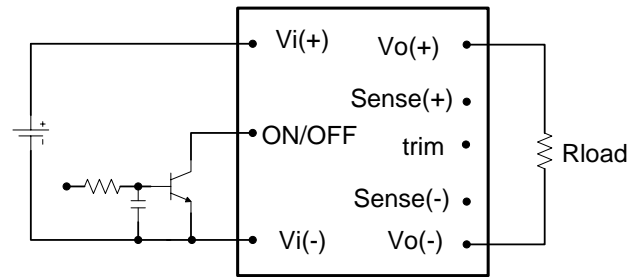 Vi(+)
Vo(+)
Sense(+)
ON/OFF
trim
Rload
Sense(-)
Vi(-)
Vo(-)
+
-